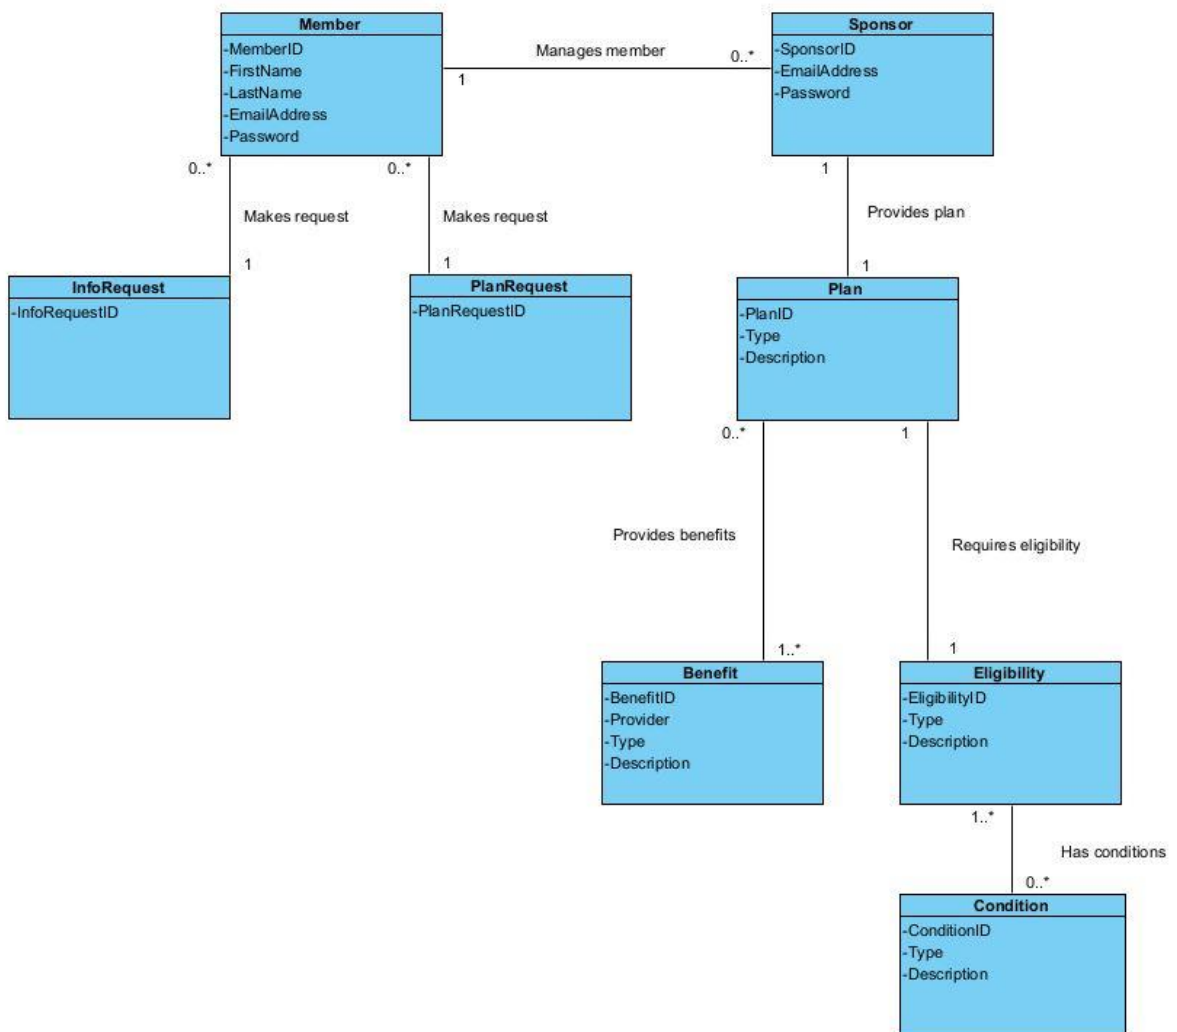 Member
-MemberID
-FirstName
-LastName
-EmailAddress
-Password
Manages member
1
0..*
Sponsor
-SponsorID
-EmailAddress
-Password
0..*
0..*
1
Makes request
Makes request
Provides plan
1
1
1
InfoRequest
-InfoRequestID
PlanRequest
-PlanRequestID
Plan
-PlanID
-Type
-Description
0..*
1
Provides benefits
Requires eligibility
1..*
1
Benefit
-BenefitID
-Provider
-Type
-Description
Eligibility
-EligibilityID
-Type
-Description
1..*
Has conditions
0..*
Condition
-ConditionID
-Type
-Description